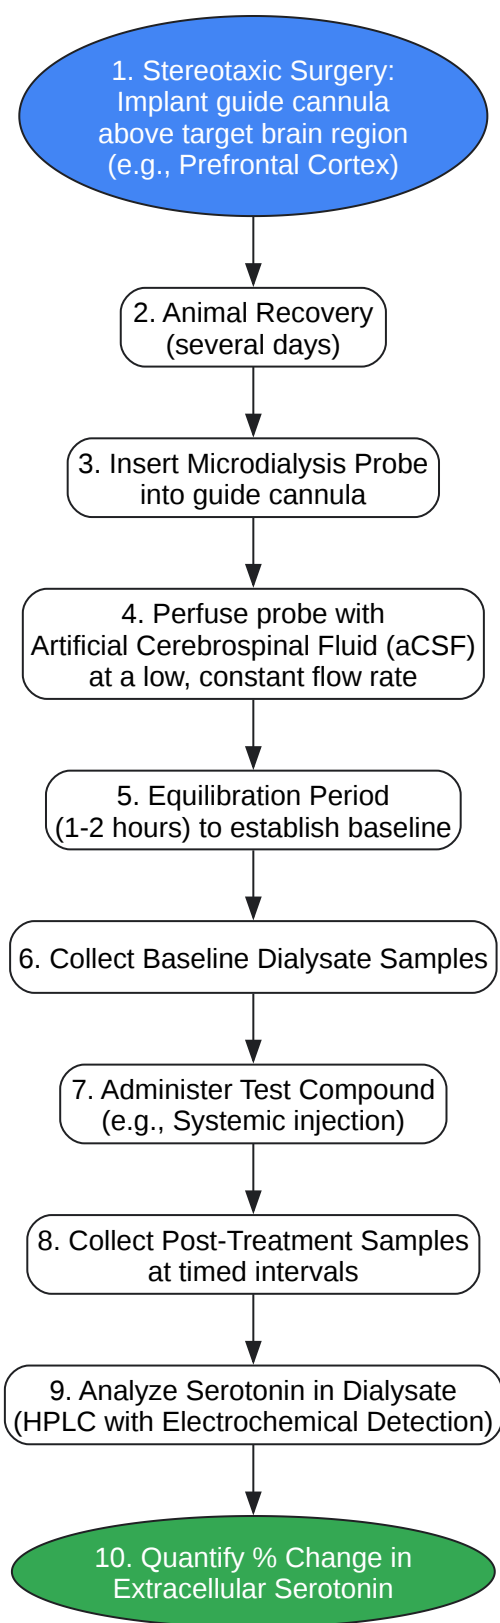 1. Stereotaxic Surgery:
Implant guide cannula
above target brain region
(e.g., Prefrontal Cortex)
2. Animal Recovery
(several days)
3. Insert Microdialysis Probe
into guide cannula
4. Perfuse probe with
Artificial Cerebrospinal Fluid (aCSF)
at a low, constant flow rate
5. Equilibration Period
(1-2 hours) to establish baseline
6. Collect Baseline Dialysate Samples
7. Administer Test Compound
(e.g., Systemic injection)
8. Collect Post-Treatment Samples
at timed intervals
9. Analyze Serotonin in Dialysate
(HPLC with Electrochemical Detection)
10. Quantify % Change in
Extracellular Serotonin